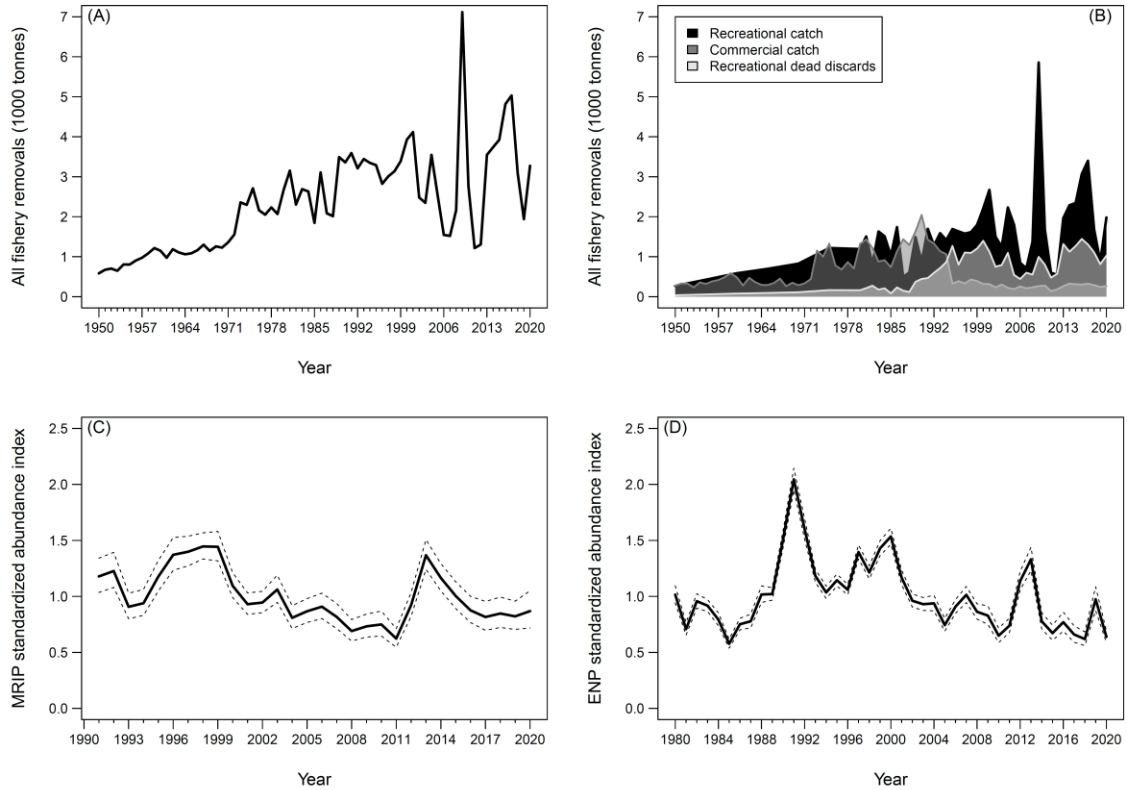 (A)
All fishery removals (1000 tonnes)
7
6
5
4
3
2
1
0
1950 1957 1964 1971 1978 1985 1992 1999 2006 2013 2020
Year
(B)
Recreational catch
Commercial catch
Recreational dead discards
All fishery removals (1000 tonnes)
7
6
5
4
3
2
1
0
1950 1957 1964 1971 1978 1985 1992 1999 2006 2013 2020
Year
(C)
MRIP standardized abundance index
2.5
2.0
1.5
1.0
0.5
0.0
1990 1993 1996 1999 2002 2005 2008 2011 2014 2017 2020
Year
(D)
ENP standardized abundance index
2.5
2.0
1.5
1.0
0.5
0.0
1980 1984 1988 1992 1996 2000 2004 2008 2012 2016 2020
Year